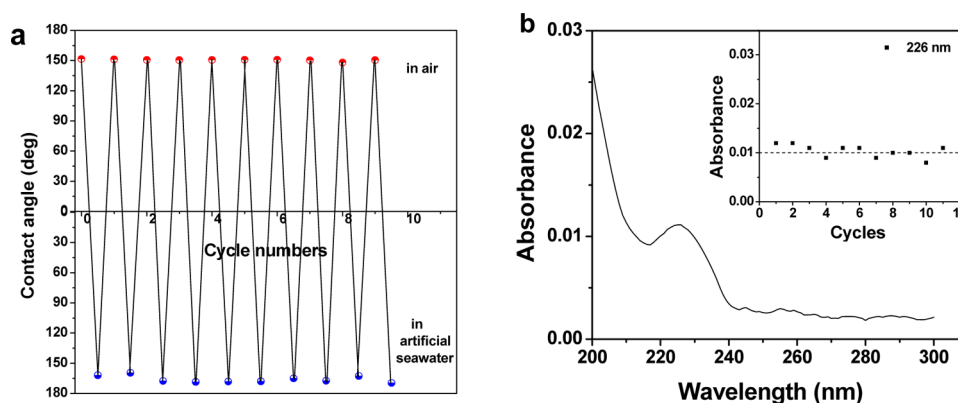 a
180
150
120
90
60
30
0
30
60
90
120
150
180
Contact angle (deg)
0 2 4 6 8 10
Cycle numbers
in air
in
artificial
seawater
b
0.03
0.02
0.01
0.00
Absorbance
200 220 240 260 280 300
Wavelength (nm)
0.03
0.02
0.01
0.00
Absorbance
0 2 4 6 8 10 12
Cycles
226 nm